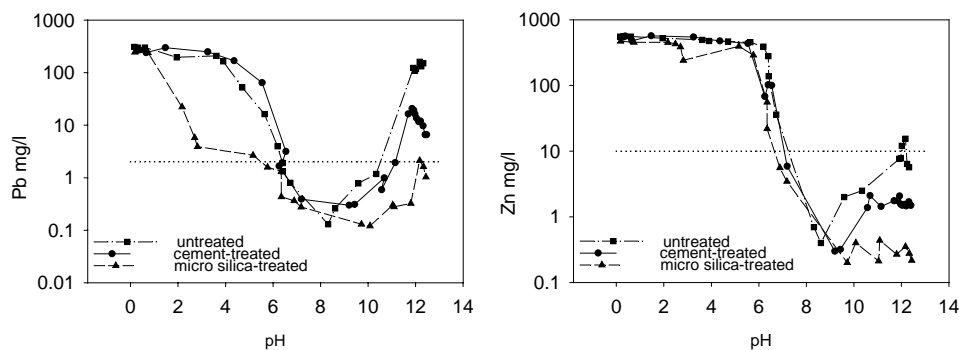 1000
100
10
1
0.1
0.01
Pb mg/l
untreated
cement-treated
micro silica-treated
0 2 4 6 8 10 12 14
pH
1000
100
10
1
0.1
Zn mg/l
untreated
cement-treated
micro silica-treated
0 2 4 6 8 10 12 14
pH